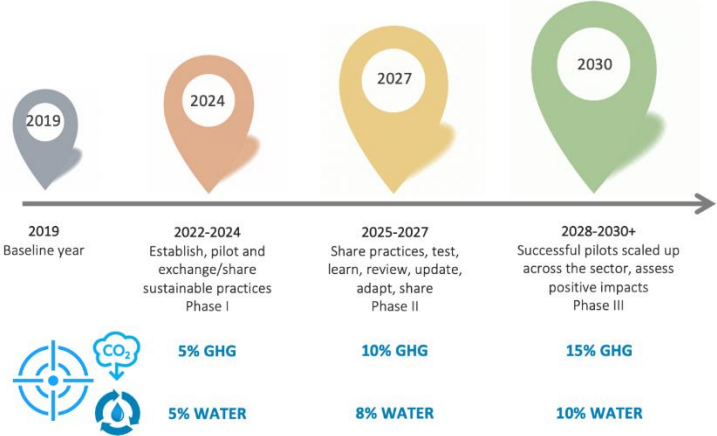 2019
2024
2027
2030
2019
Baseline year
2022-2024
Establish, pilot and
exchange/share
sustainable practices
Phase I
2025-2027
Share practices, test,
learn, review, update,
adapt, share
Phase II
2028-2030+
Successful pilots scaled up
across the sector, assess
positive impacts
Phase III
CO2
5% GHG
10% GHG
15% GHG
5% WATER
8% WATER
10% WATER